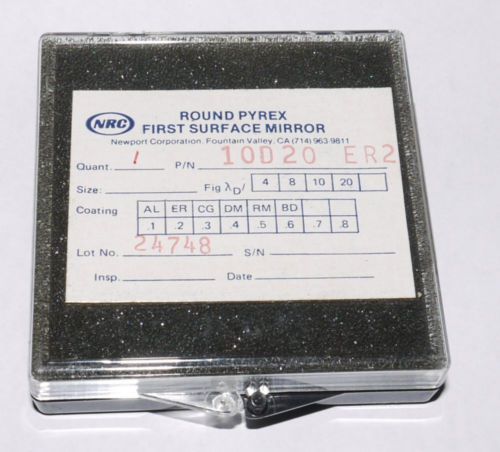 NRC
ROUND PYREX
FIRST SURFACE MIRROR
Newport Corporation, Fountain Valley, CA (714) 963-9811
Quant. 1 P/N 10D20 ER2
Size: Fig λD/ 4 8 10 20
Coating AL ER CG DM RM BD
.1 .2 .3 .4 .5 .6 .7 .8
Lot No. 24748 S/N
Insp. Date